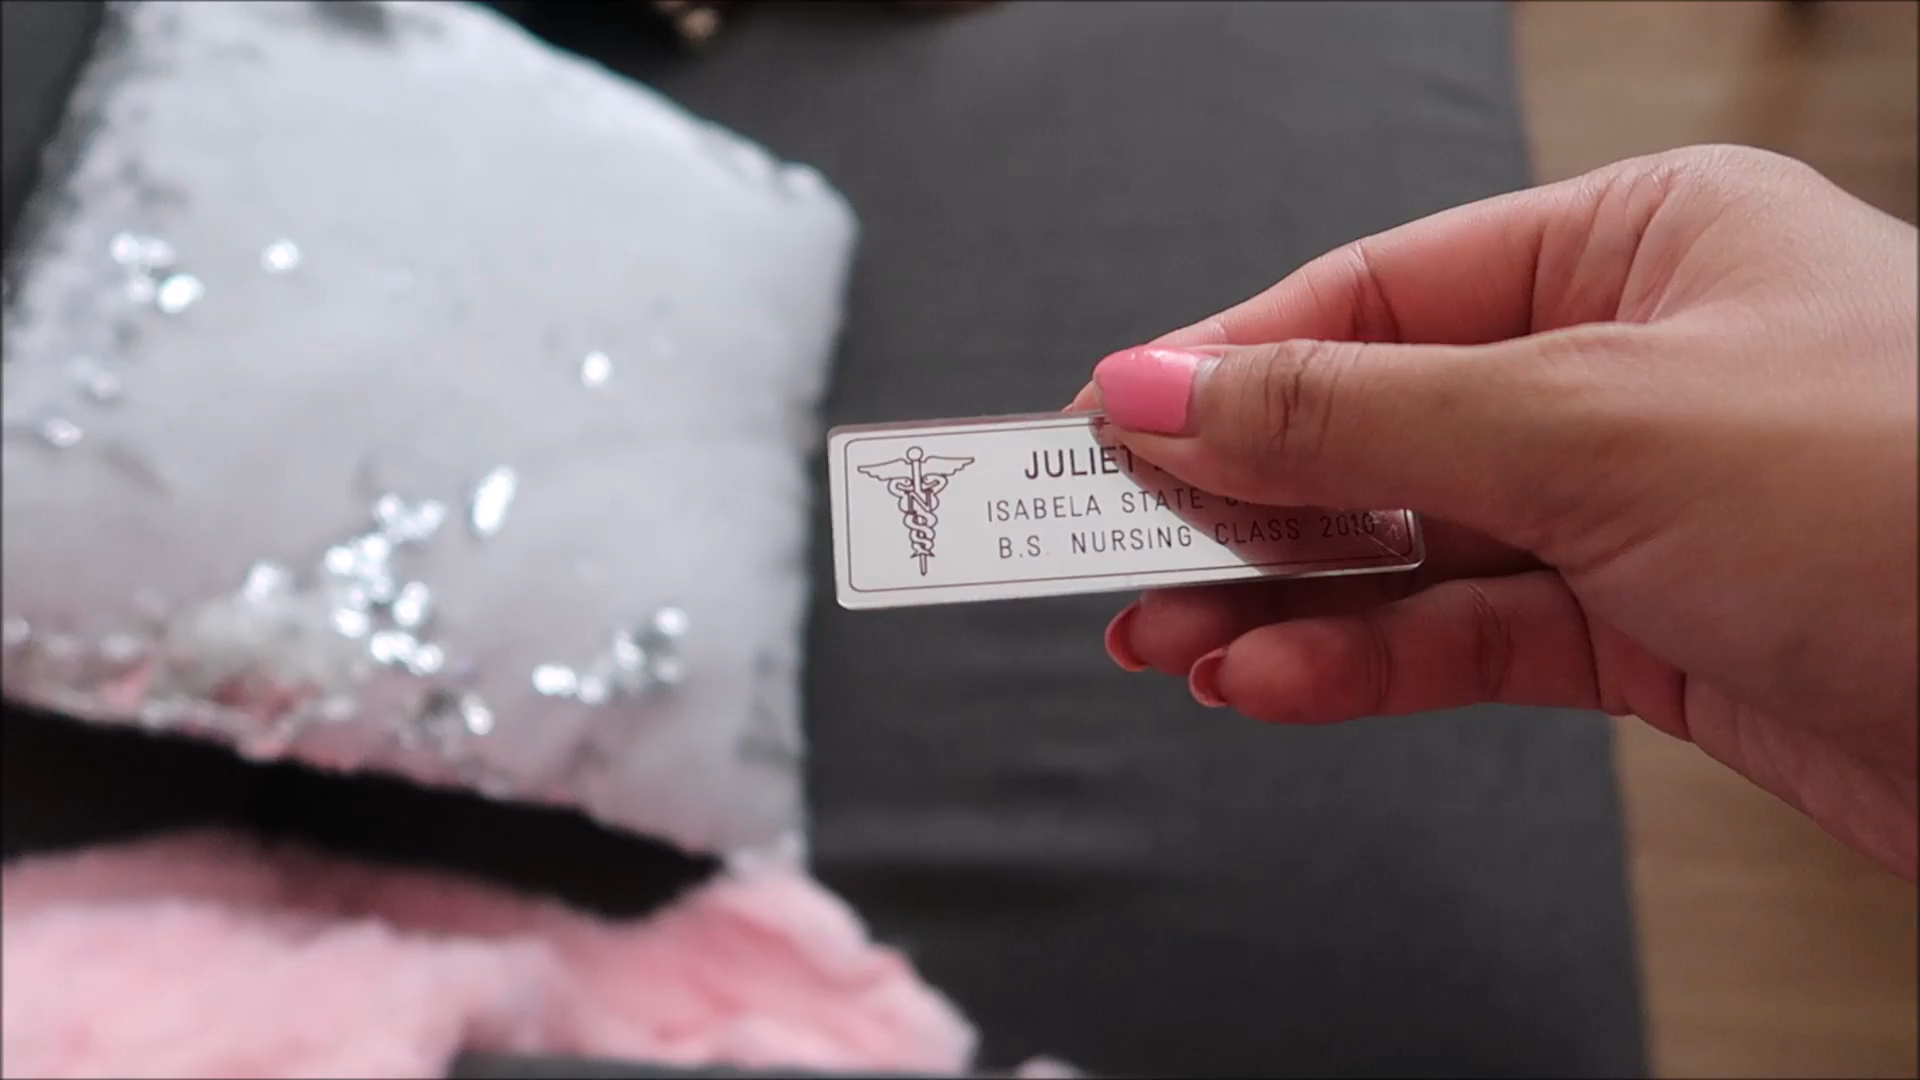 JULIET
ISABELA STATE
B.S. NURSING CLASS 2010
N